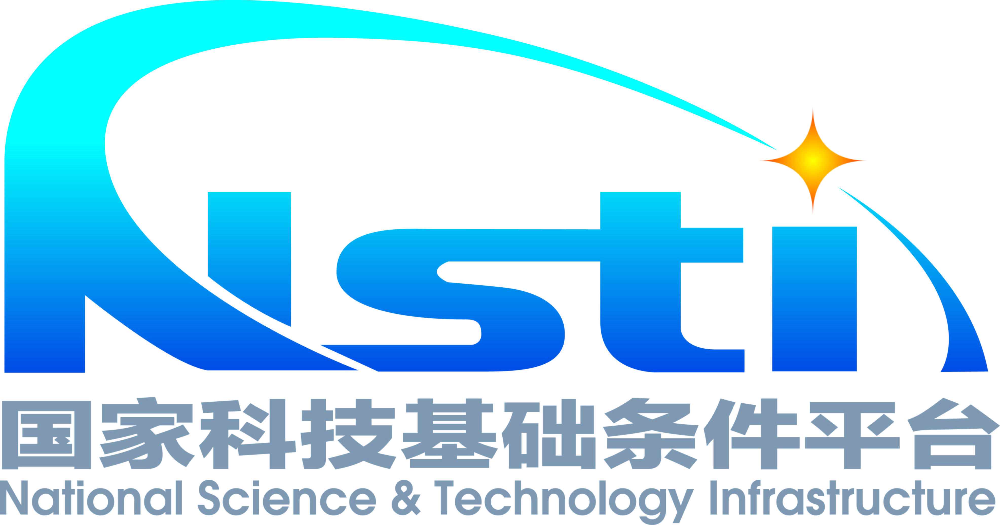 Nsti
国家科技基础条件平台
National Science & Technology Infrastructure